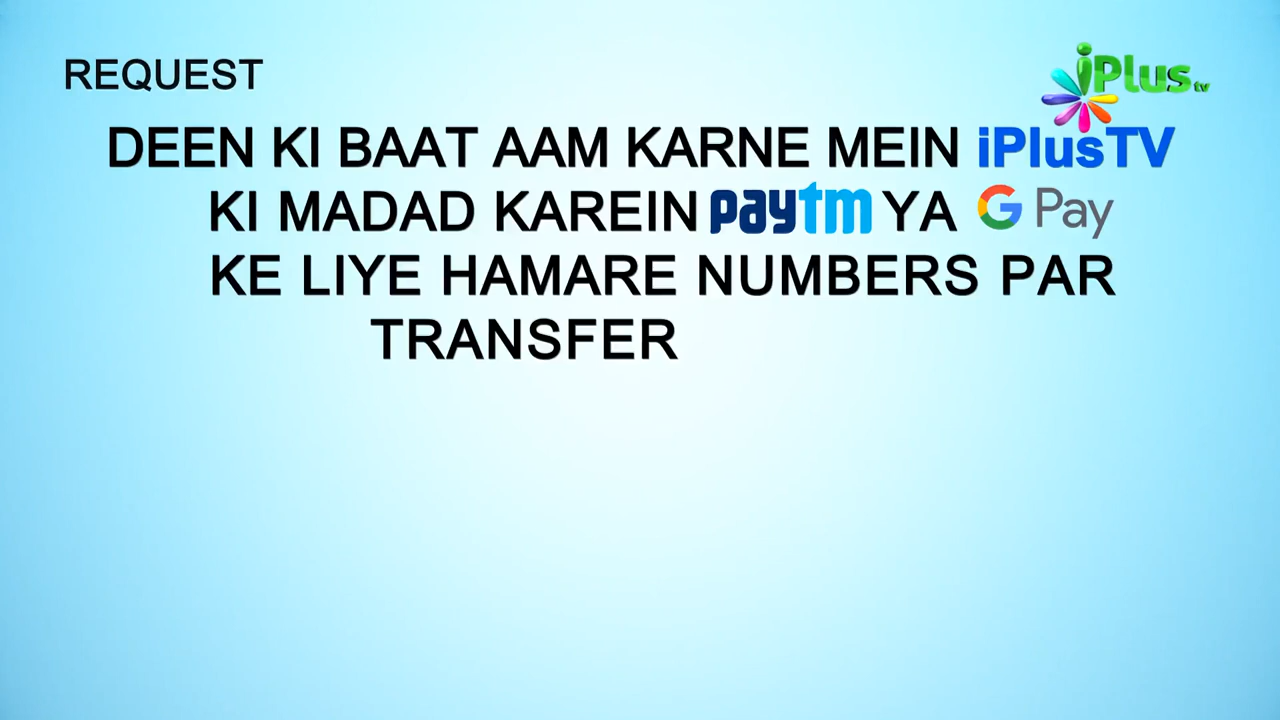 REQUEST
iPlus tv
DEEN KI BAAT AAM KARNE MEIN iPlusTV
KI MADAD KAREIN paytm YA G Pay
KE LIYE HAMARE NUMBERS PAR
TRANSFER